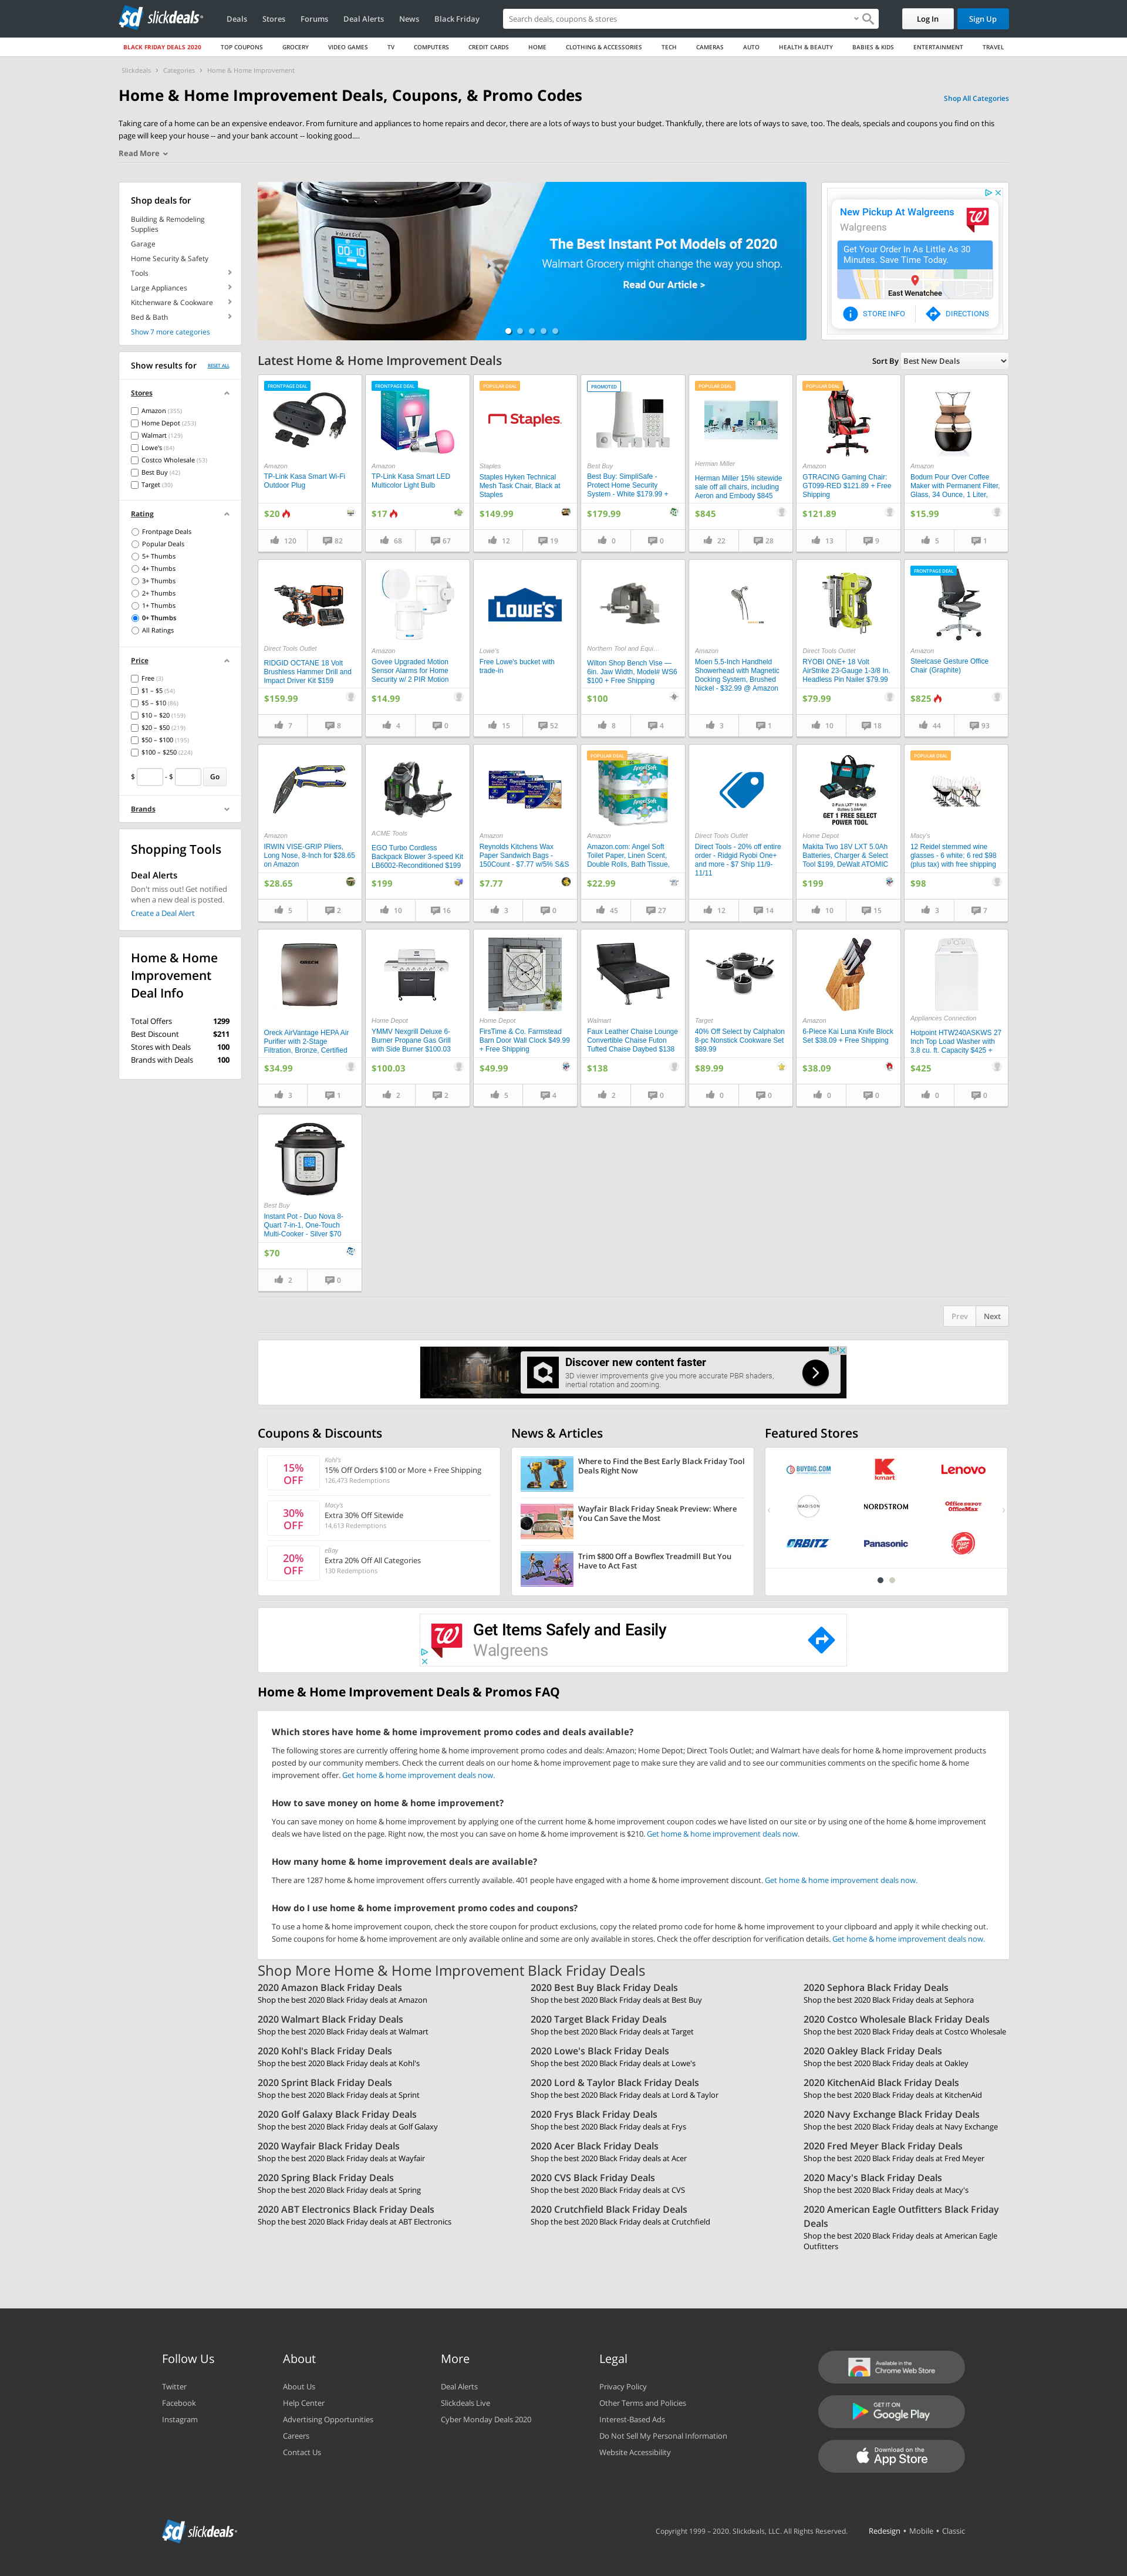 sd slickdeals
Deals
Stores
Forums
Deal Alerts
News
Black Friday
Search deals, coupons & stores
Log In
Sign Up
BLACK FRIDAY DEALS 2020
TOP COUPONS
GROCERY
VIDEO GAMES
TV
COMPUTERS
CREDIT CARDS
HOME
CLOTHING & ACCESSORIES
TECH
CAMERAS
AUTO
HEALTH & BEAUTY
BABIES & KIDS
ENTERTAINMENT
TRAVEL
Slickdeals › Categories › Home & Home Improvement
Home & Home Improvement Deals, Coupons, & Promo Codes
Shop All Categories
Taking care of a home can be an expensive endeavor. From furniture and appliances to home repairs and decor, there are a lots of ways to bust your budget. Thankfully, there are lots of ways to save, too. The deals, specials and coupons you find on this
page will keep your house -- and your bank account -- looking good....
Read More
Shop deals for
Building & Remodeling
Supplies
Garage
Home Security & Safety
Tools
Large Appliances
Kitchenware & Cookware
Bed & Bath
Show 7 more categories
Show results for
RESET ALL
Stores
Amazon (355)
Home Depot (253)
Walmart (129)
Lowe's (84)
Costco Wholesale (53)
Best Buy (42)
Target (30)
Rating
Frontpage Deals
Popular Deals
5+ Thumbs
4+ Thumbs
3+ Thumbs
2+ Thumbs
1+ Thumbs
0+ Thumbs
All Ratings
Price
Free (3)
$1 – $5 (54)
$5 – $10 (86)
$10 – $20 (159)
$20 – $50 (219)
$50 – $100 (195)
$100 – $250 (224)
$ - $ Go
Brands
Shopping Tools
Deal Alerts
Don't miss out! Get notified
when a new deal is posted.
Create a Deal Alert
Home & Home
Improvement
Deal Info
Total Offers 1299
Best Discount $211
Stores with Deals 100
Brands with Deals 100
The Best Instant Pot Models of 2020
Walmart Grocery might change the way you shop.
Read Our Article >
New Pickup At Walgreens
Walgreens
Get Your Order In As Little As 30
Minutes. Save Time Today.
East Wenatchee
STORE INFO
DIRECTIONS
Latest Home & Home Improvement Deals
Sort By Best New Deals
FRONTPAGE DEAL
Amazon
TP-Link Kasa Smart Wi-Fi
Outdoor Plug
$20
120 82
FRONTPAGE DEAL
Amazon
TP-Link Kasa Smart LED
Multicolor Light Bulb
$17
68 67
POPULAR DEAL
Staples
Staples
Staples Hyken Technical
Mesh Task Chair, Black at
Staples
$149.99
12 19
PROMOTED
Best Buy
Best Buy: SimpliSafe -
Protect Home Security
System - White $179.99 +
$179.99
0 0
POPULAR DEAL
Herman Miller
Herman Miller 15% sitewide
sale off all chairs, including
Aeron and Embody $845
$845
22 28
POPULAR DEAL
Amazon
GTRACING Gaming Chair:
GT099-RED $121.89 + Free
Shipping
$121.89
13 9
Amazon
Bodum Pour Over Coffee
Maker with Permanent Filter,
Glass, 34 Ounce, 1 Liter,
$15.99
5 1
Direct Tools Outlet
RIDGID OCTANE 18 Volt
Brushless Hammer Drill and
Impact Driver Kit $159
$159.99
7 8
Amazon
Govee Upgraded Motion
Sensor Alarms for Home
Security w/ 2 PIR Motion
$14.99
4 0
LOWE'S
Lowe's
Free Lowe's bucket with
trade-in
15 52
Northern Tool and Equi...
Wilton Shop Bench Vise —
6in. Jaw Width, Model# WS6
$100 + Free Shipping
$100
8 4
Amazon
Moen 5.5-Inch Handheld
Showerhead with Magnetic
Docking System, Brushed
Nickel - $32.99 @ Amazon
3 1
Direct Tools Outlet
RYOBI ONE+ 18 Volt
AirStrike 23-Gauge 1-3/8 In.
Headless Pin Nailer $79.99
$79.99
10 18
FRONTPAGE DEAL
Amazon
Steelcase Gesture Office
Chair (Graphite)
$825
44 93
Amazon
IRWIN VISE-GRIP Pliers,
Long Nose, 8-Inch for $28.65
on Amazon
$28.65
5 2
ACME Tools
EGO Turbo Cordless
Backpack Blower 3-speed Kit
LB6002-Reconditioned $199
$199
10 16
Amazon
Reynolds Kitchens Wax
Paper Sandwich Bags -
150Count - $7.77 w/5% S&S
$7.77
3 0
POPULAR DEAL
Amazon
Amazon.com: Angel Soft
Toilet Paper, Linen Scent,
Double Rolls, Bath Tissue,
$22.99
45 27
Direct Tools Outlet
Direct Tools - 20% off entire
order - Ridgid Ryobi One+
and more - $7 Ship 11/9-
11/11
12 14
GET 1 FREE SELECT
POWER TOOL
Home Depot
Makita Two 18V LXT 5.0Ah
Batteries, Charger & Select
Tool $199, DeWalt ATOMIC
$199
10 15
POPULAR DEAL
Macy's
12 Reidel stemmed wine
glasses - 6 white; 6 red $98
(plus tax) with free shipping
$98
3 7
Oreck AirVantage HEPA Air
Purifier with 2-Stage
Filtration, Bronze, Certified
$34.99
3 1
Home Depot
YMMV Nexgrill Deluxe 6-
Burner Propane Gas Grill
with Side Burner $100.03
$100.03
2 2
Home Depot
FirsTime & Co. Farmstead
Barn Door Wall Clock $49.99
+ Free Shipping
$49.99
5 4
Walmart
Faux Leather Chaise Lounge
Convertible Chaise Futon
Tufted Chaise Daybed $138
$138
2 0
Target
40% Off Select by Calphalon
8-pc Nonstick Cookware Set
$89.99
$89.99
0 0
Amazon
6-Piece Kai Luna Knife Block
Set $38.09 + Free Shipping
$38.09
0 0
Appliances Connection
Hotpoint HTW240ASKWS 27
Inch Top Load Washer with
3.8 cu. ft. Capacity $425 +
$425
0 0
Best Buy
Instant Pot - Duo Nova 8-
Quart 7-in-1, One-Touch
Multi-Cooker - Silver $70
$70
2 0
Prev Next
Discover new content faster
3D viewer improvements give you more accurate PBR shaders,
inertial rotation and zooming.
Coupons & Discounts
15%
OFF
Kohl's
15% Off Orders $100 or More + Free Shipping
126,473 Redemptions
30%
OFF
Macy's
Extra 30% Off Sitewide
14,613 Redemptions
20%
OFF
eBay
Extra 20% Off All Categories
130 Redemptions
News & Articles
Where to Find the Best Early Black Friday Tool
Deals Right Now
Wayfair Black Friday Sneak Preview: Where
You Can Save the Most
Trim $800 Off a Bowflex Treadmill But You
Have to Act Fast
Featured Stores
BUYDIG.COM
kmart
Lenovo
MADISON
NORDSTROM
Office DEPOT
OfficeMax
ORBITZ
Panasonic
Pizza Hut
Get Items Safely and Easily
Walgreens
Home & Home Improvement Deals & Promos FAQ
Which stores have home & home improvement promo codes and deals available?
The following stores are currently offering home & home improvement promo codes and deals: Amazon; Home Depot; Direct Tools Outlet; and Walmart have deals for home & home improvement products
posted by our community members. Check the current deals on our home & home improvement page to make sure they are valid and to see our communities comments on the specific home & home
improvement offer. Get home & home improvement deals now.
How to save money on home & home improvement?
You can save money on home & home improvement by applying one of the current home & home improvement coupon codes we have listed on our site or by using one of the home & home improvement
deals we have listed on the page. Right now, the most you can save on home & home improvement is $210. Get home & home improvement deals now.
How many home & home improvement deals are available?
There are 1287 home & home improvement offers currently available. 401 people have engaged with a home & home improvement discount. Get home & home improvement deals now.
How do I use home & home improvement promo codes and coupons?
To use a home & home improvement coupon, check the store coupon for product exclusions, copy the related promo code for home & home improvement to your clipboard and apply it while checking out.
Some coupons for home & home improvement are only available online and some are only available in stores. Check the offer description for verification details. Get home & home improvement deals now.
Shop More Home & Home Improvement Black Friday Deals
2020 Amazon Black Friday Deals
Shop the best 2020 Black Friday deals at Amazon
2020 Best Buy Black Friday Deals
Shop the best 2020 Black Friday deals at Best Buy
2020 Sephora Black Friday Deals
Shop the best 2020 Black Friday deals at Sephora
2020 Walmart Black Friday Deals
Shop the best 2020 Black Friday deals at Walmart
2020 Target Black Friday Deals
Shop the best 2020 Black Friday deals at Target
2020 Costco Wholesale Black Friday Deals
Shop the best 2020 Black Friday deals at Costco Wholesale
2020 Kohl's Black Friday Deals
Shop the best 2020 Black Friday deals at Kohl's
2020 Lowe's Black Friday Deals
Shop the best 2020 Black Friday deals at Lowe's
2020 Oakley Black Friday Deals
Shop the best 2020 Black Friday deals at Oakley
2020 Sprint Black Friday Deals
Shop the best 2020 Black Friday deals at Sprint
2020 Lord & Taylor Black Friday Deals
Shop the best 2020 Black Friday deals at Lord & Taylor
2020 KitchenAid Black Friday Deals
Shop the best 2020 Black Friday deals at KitchenAid
2020 Golf Galaxy Black Friday Deals
Shop the best 2020 Black Friday deals at Golf Galaxy
2020 Frys Black Friday Deals
Shop the best 2020 Black Friday deals at Frys
2020 Navy Exchange Black Friday Deals
Shop the best 2020 Black Friday deals at Navy Exchange
2020 Wayfair Black Friday Deals
Shop the best 2020 Black Friday deals at Wayfair
2020 Acer Black Friday Deals
Shop the best 2020 Black Friday deals at Acer
2020 Fred Meyer Black Friday Deals
Shop the best 2020 Black Friday deals at Fred Meyer
2020 Spring Black Friday Deals
Shop the best 2020 Black Friday deals at Spring
2020 CVS Black Friday Deals
Shop the best 2020 Black Friday deals at CVS
2020 Macy's Black Friday Deals
Shop the best 2020 Black Friday deals at Macy's
2020 ABT Electronics Black Friday Deals
Shop the best 2020 Black Friday deals at ABT Electronics
2020 Crutchfield Black Friday Deals
Shop the best 2020 Black Friday deals at Crutchfield
2020 American Eagle Outfitters Black Friday
Deals
Shop the best 2020 Black Friday deals at American Eagle
Outfitters
Follow Us
Twitter
Facebook
Instagram
About
About Us
Help Center
Advertising Opportunities
Careers
Contact Us
More
Deal Alerts
Slickdeals Live
Cyber Monday Deals 2020
Legal
Privacy Policy
Other Terms and Policies
Interest-Based Ads
Do Not Sell My Personal Information
Website Accessibility
Available in the
Chrome Web Store
GET IT ON
Google Play
Download on the
App Store
sd slickdeals
Copyright 1999 – 2020. Slickdeals, LLC. All Rights Reserved.
Redesign • Mobile • Classic